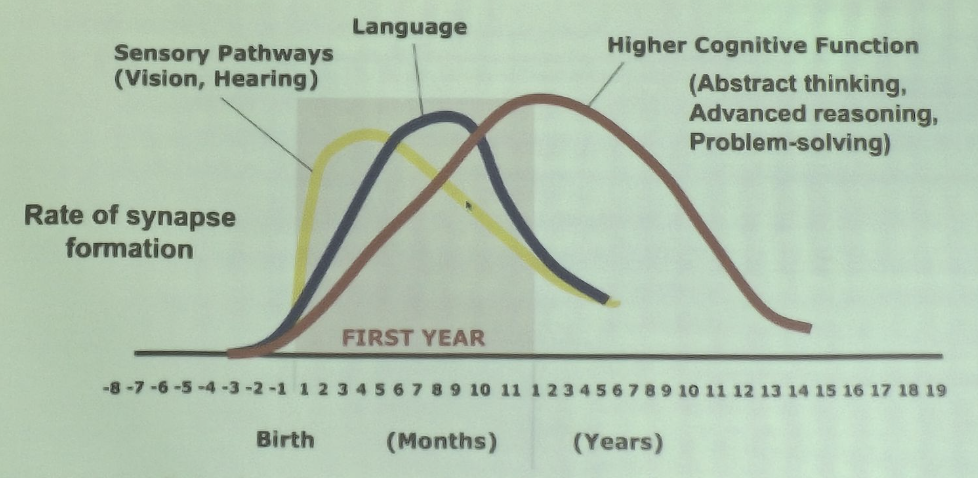 Language
Sensory Pathways
(Vision, Hearing)
Higher Cognitive Function
(Abstract thinking,
Advanced reasoning,
Problem-solving)
Rate of synapse
formation
FIRST YEAR
-8 -7 -6 -5 -4 -3 -2 -1 1 2 3 4 5 6 7 8 9 10 11 1 2 3 4 5 6 7 8 9 10 11 12 13 14 15 16 17 18 19
Birth (Months) (Years)